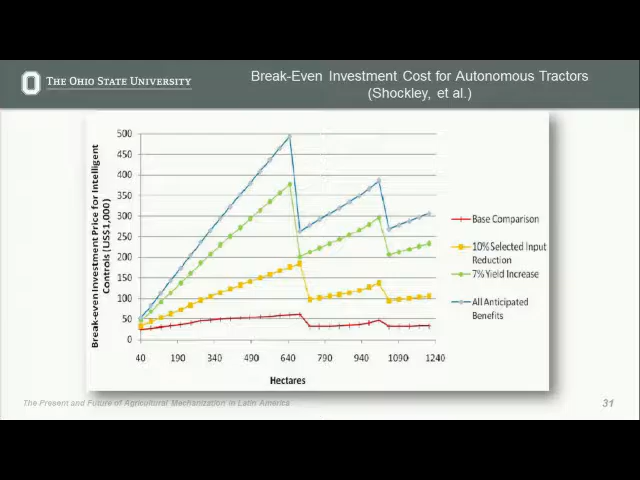 THE OHIO STATE UNIVERSITY
Break-Even Investment Cost for Autonomous Tractors
(Shockley, et al.)
Break-even Investment Price for Intelligent
Controls (US$1,000)
500
450
400
350
300
250
200
150
100
50
0
40 190 340 490 640 790 940 1090 1240
Hectares
Base Comparison
10% Selected Input
Reduction
7% Yield Increase
All Anticipated
Benefits
The Present and Future of Agricultural Mechanization in Latin America
31